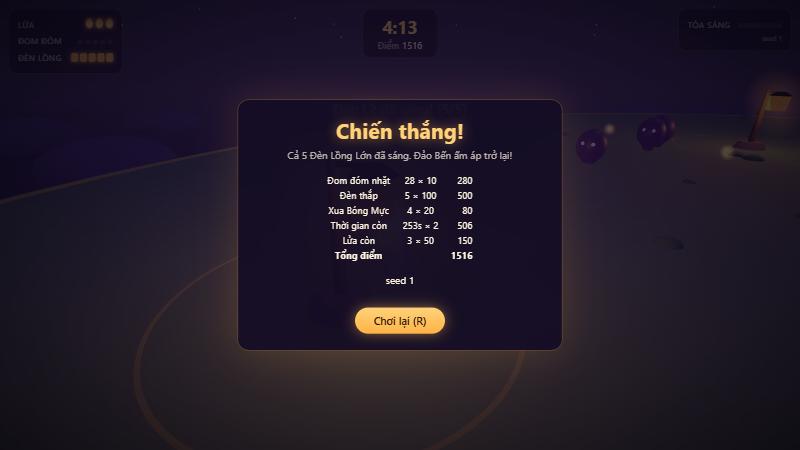 LỬA
ĐOM ĐÓM
ĐÈN LỒNG
4:13
Điểm 1516
TỎA SÁNG
seed 1
Chiến thắng!
Cả 5 Đèn Lồng Lớn đã sáng. Đảo Bến ấm áp trở lại!
Đom đóm nhặt 28 × 10 280
Đèn thắp 5 × 100 500
Xua Bóng Mực 4 × 20 80
Thời gian còn 253s × 2 506
Lửa còn 3 × 50 150
Tổng điểm 1516
seed 1
Chơi lại (R)